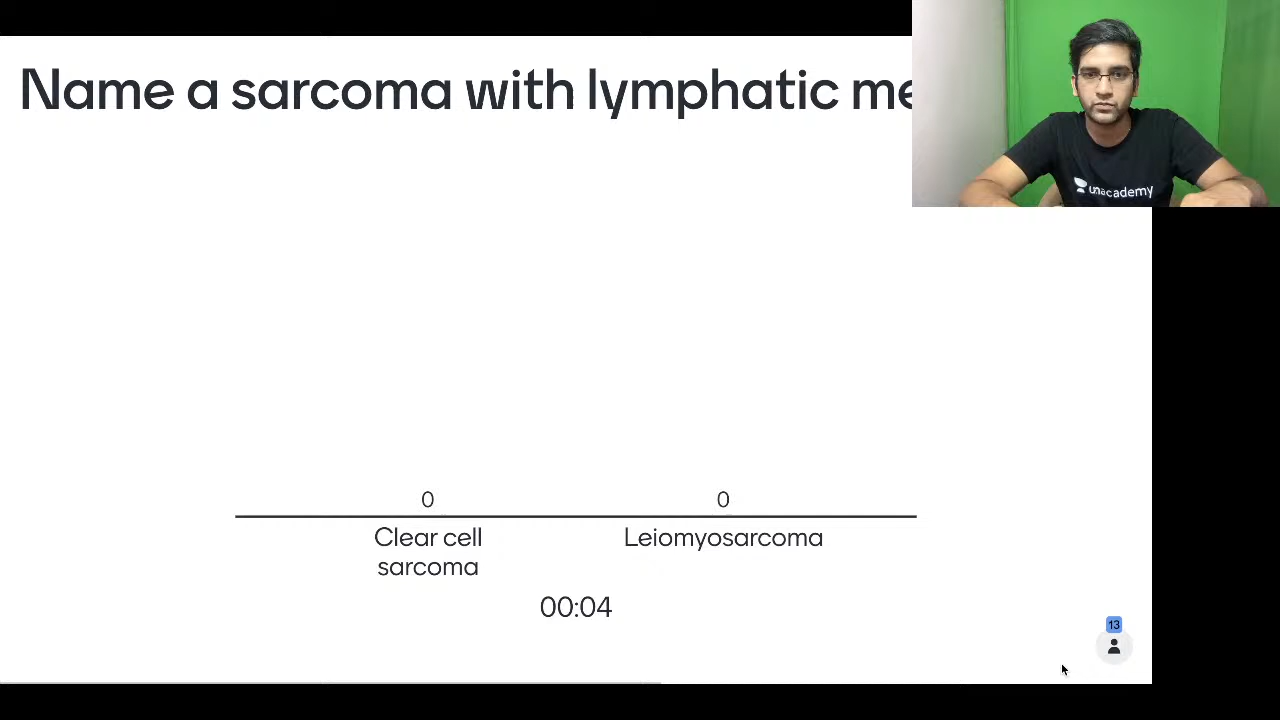 Name a sarcoma with lymphatic me
unacademy
0 0
Clear cell sarcoma Leiomyosarcoma
00:04
13